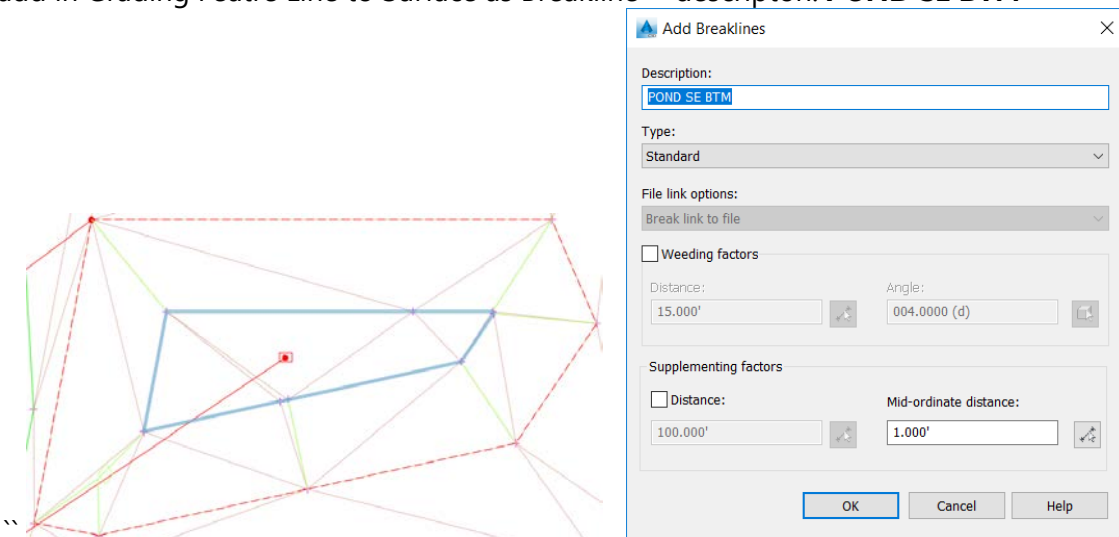 Add Breaklines
Description:
POND SE BTM
Type:
Standard
File link options:
Break link to file
Weeding factors
Distance:
Angle:
15.000'
004.0000 (d)
Supplementing factors
Distance:
Mid-ordinate distance:
100.000'
1.000'
``
OK
Cancel
Help